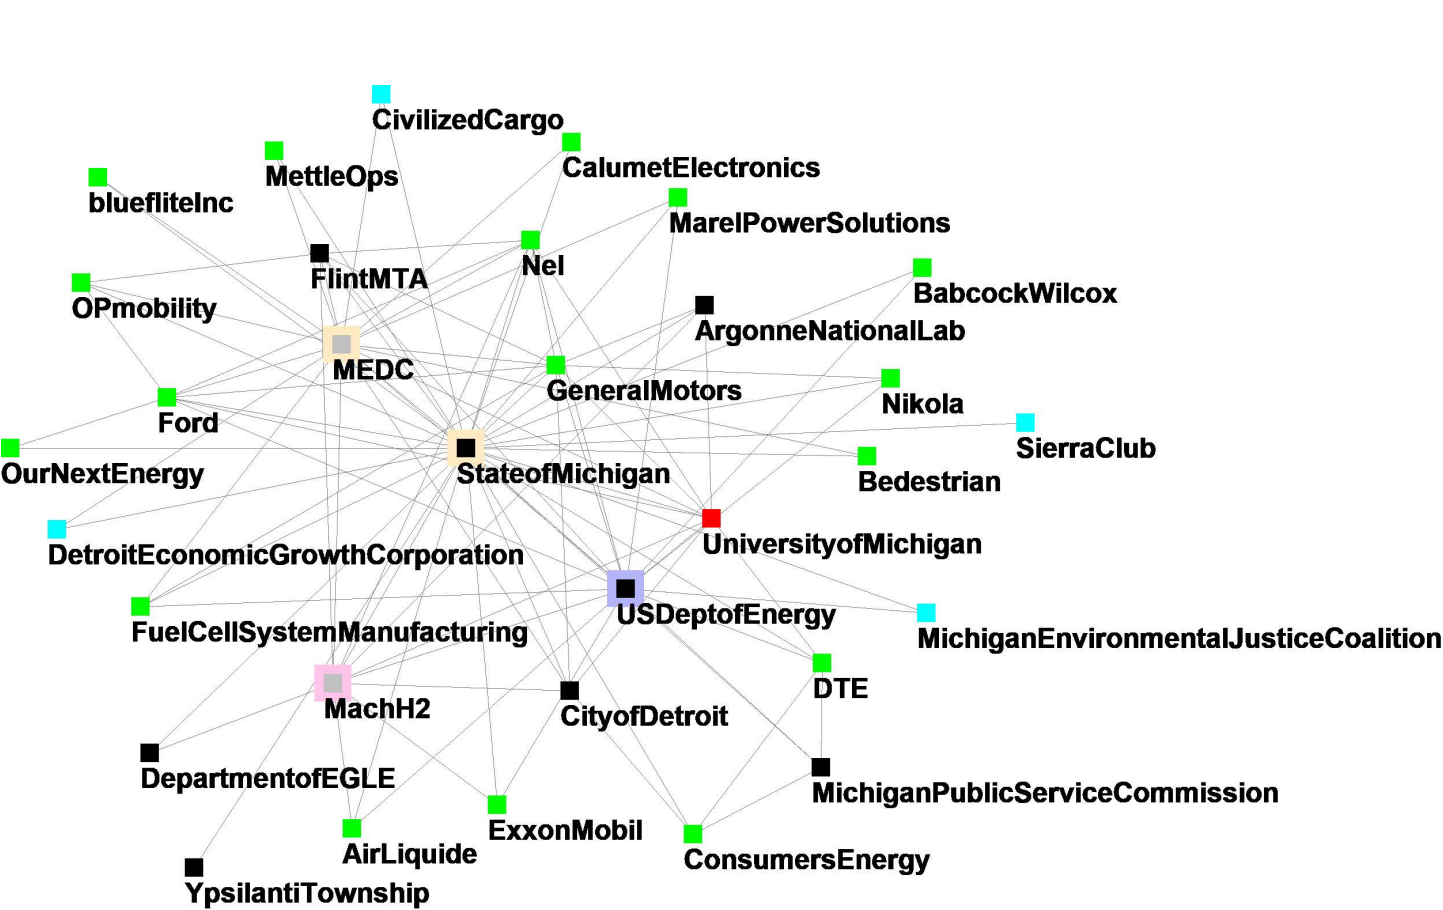 CivilizedCargo
CalumetElectronics
MettleOps
bluefliteInc
MarelPowerSolutions
Nel
FlintMTA
BabcockWilcox
OPmobility
ArgonneNationalLab
MEDC
GeneralMotors
Nikola
Ford
SierraClub
OurNextEnergy
StateofMichigan
Bedestrian
UniversityofMichigan
DetroitEconomicGrowthCorporation
USDeptofEnergy
FuelCellSystemManufacturing
MichiganEnvironmentalJusticeCoalition
DTE
MachH2
CityofDetroit
DepartmentofEGLE
MichiganPublicServiceCommission
ExxonMobil
AirLiquide
ConsumersEnergy
YpsilantiTownship